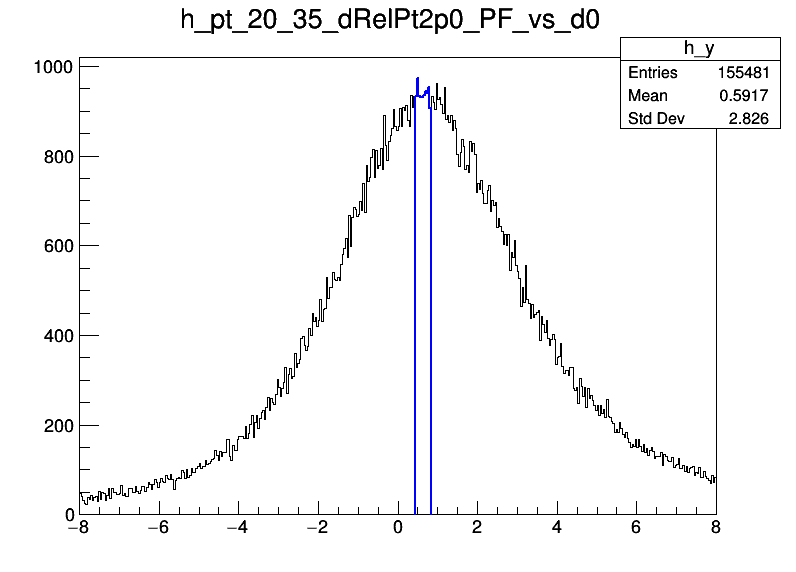 h_pt_20_35_dRelPt2p0_PF_vs_d0
h_y
Entries 155481
Mean 0.5917
Std Dev 2.826
1000
800
600
400
200
0
−8 −6 −4 −2 0 2 4 6 8